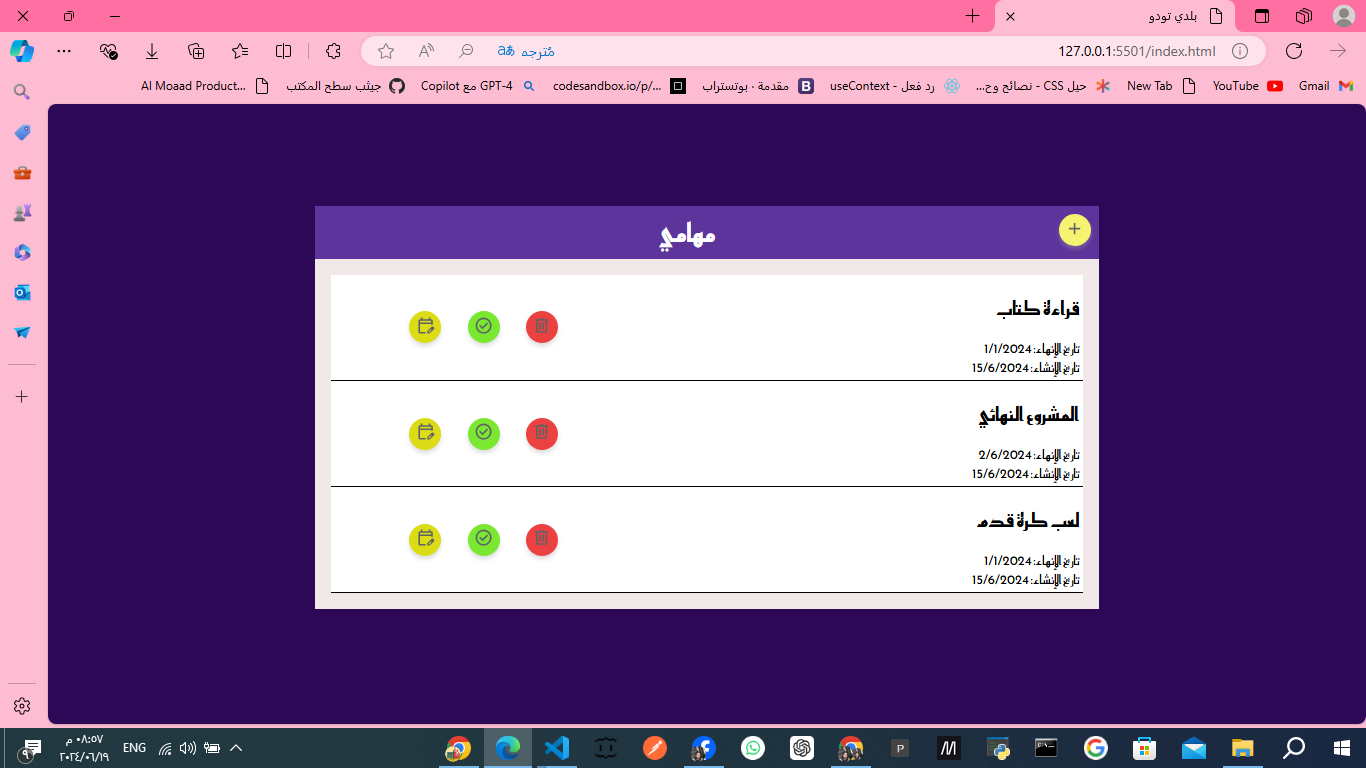 بلدي تودو
127.0.0.1:5501/index.html
مُترجم
Gmail
YouTube
New Tab
حيل CSS - نصائح وح...
رد فعل - useContext
مقدمة · بوتستراب
codesandbox.io/p/...
Copilot مع GPT-4
جيثب سطح المكتب
Al Moaad Product...
مهامي
قراءة كتاب
تاريخ الإنهاء: 1/1/2024
تاريخ الإنشاء: 15/6/2024
المشروع النهائي
تاريخ الإنهاء: 2/6/2024
تاريخ الإنشاء: 15/6/2024
لعب كرة قدم
تاريخ الإنهاء: 1/1/2024
تاريخ الإنشاء: 15/6/2024
ENG
٠٨:٥٧ م
٢٠٢٤/٠٦/١٩
٩